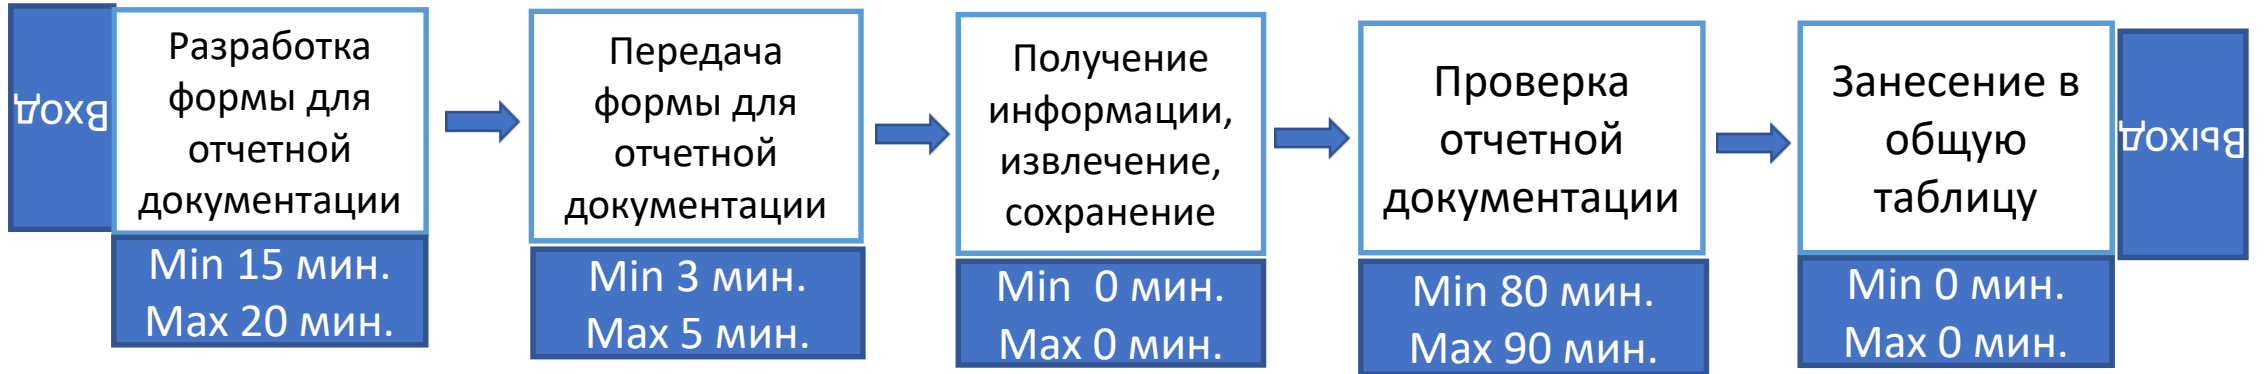 Вход
Разработка
формы для
отчетной
документации
Min 15 мин.
Max 20 мин.
Передача
формы для
отчетной
документации
Min 3 мин.
Max 5 мин.
Получение
информации,
извлечение,
сохранение
Min  0 мин.
Max 0 мин.
Проверка
отчетной
документации
Min 80 мин.
Max 90 мин.
Занесение в
общую
таблицу
Min 0 мин.
Max 0 мин.
Выход